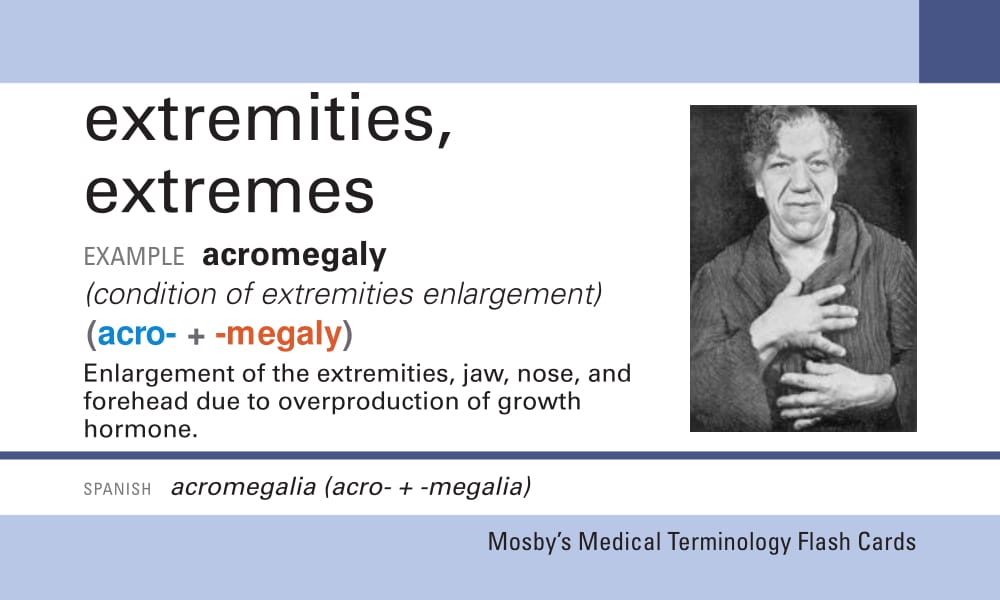 extremities,
extremes
EXAMPLE acromegaly
(condition of extremities enlargement)
(acro- + -megaly)
Enlargement of the extremities, jaw, nose, and
forehead due to overproduction of growth
hormone.
SPANISH acromegalia (acro- + -megalia)
Mosby’s Medical Terminology Flash Cards